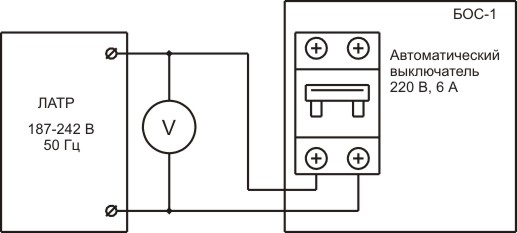 БОС-1
Автоматический
выключатель
220 В, 6 А
ЛАТР
187-242 В
50 Гц
V